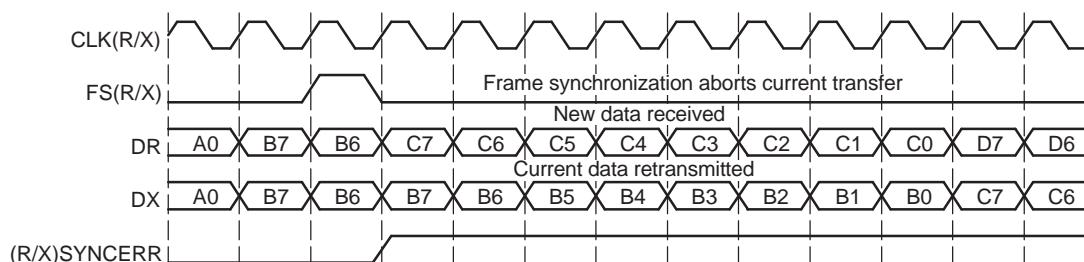 CLK(R/X)
FS(R/X)
Frame synchronization aborts current transfer
New data received
DR A0 B7 B6 C7 C6 C5 C4 C3 C2 C1 C0 D7 D6
Current data retransmitted
DX A0 B7 B6 B7 B6 B5 B4 B3 B2 B1 B0 C7 C6
(R/X)SYNCERR